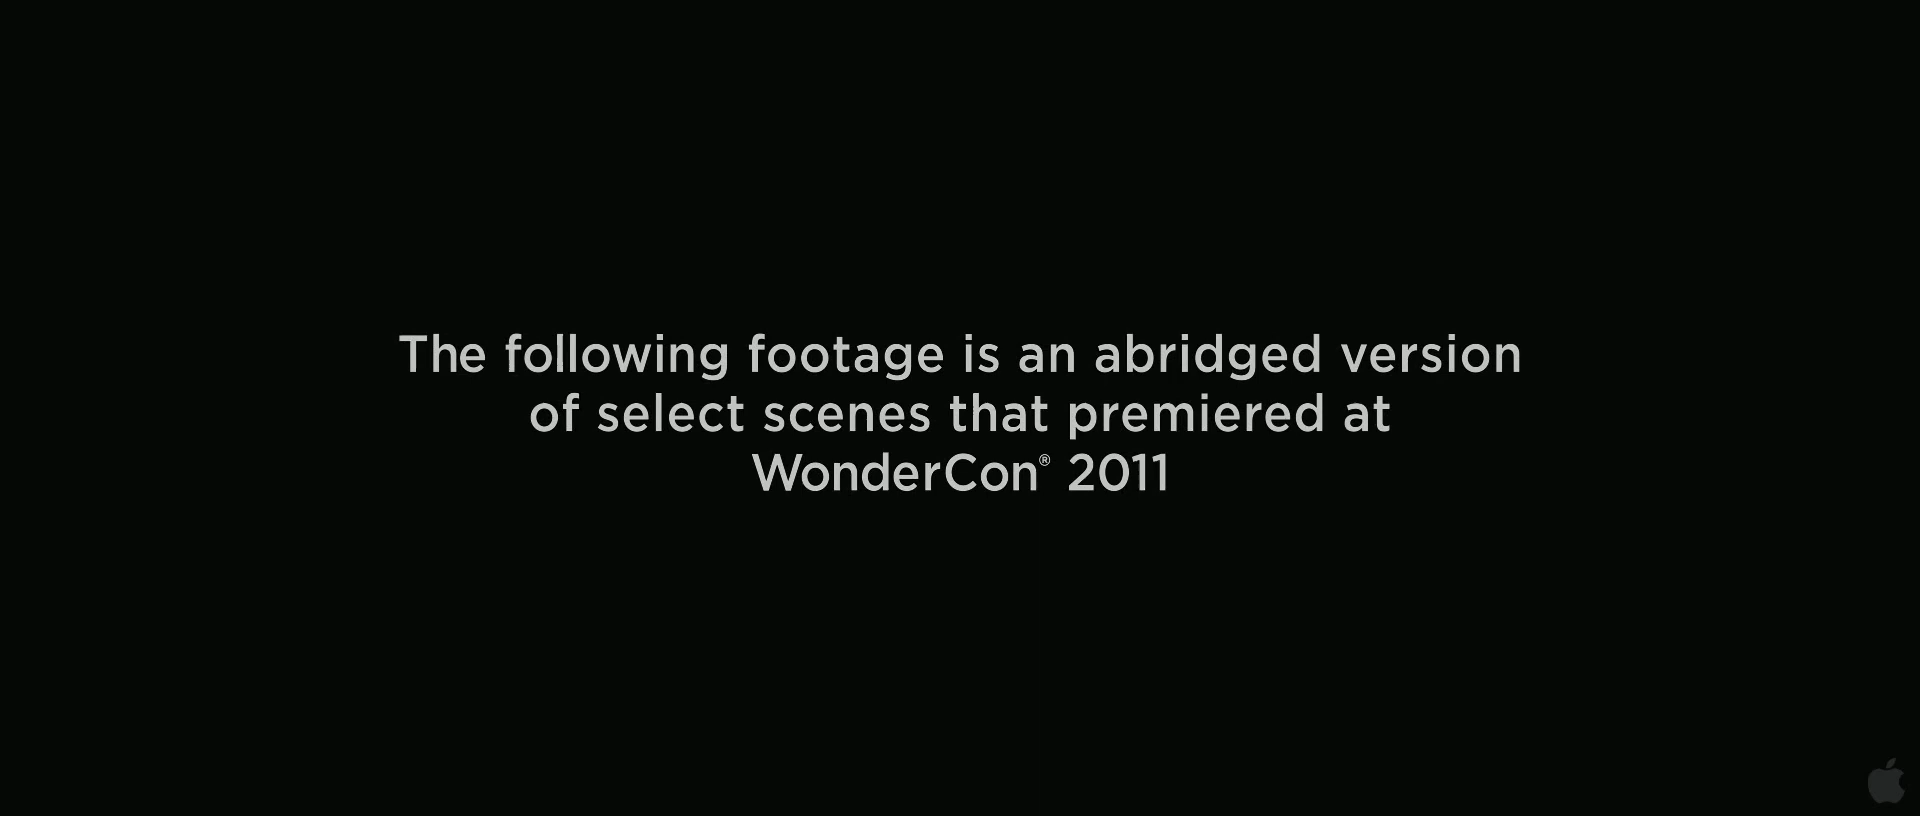 The following footage is an abridged version
of select scenes that premiered at
WonderCon® 2011